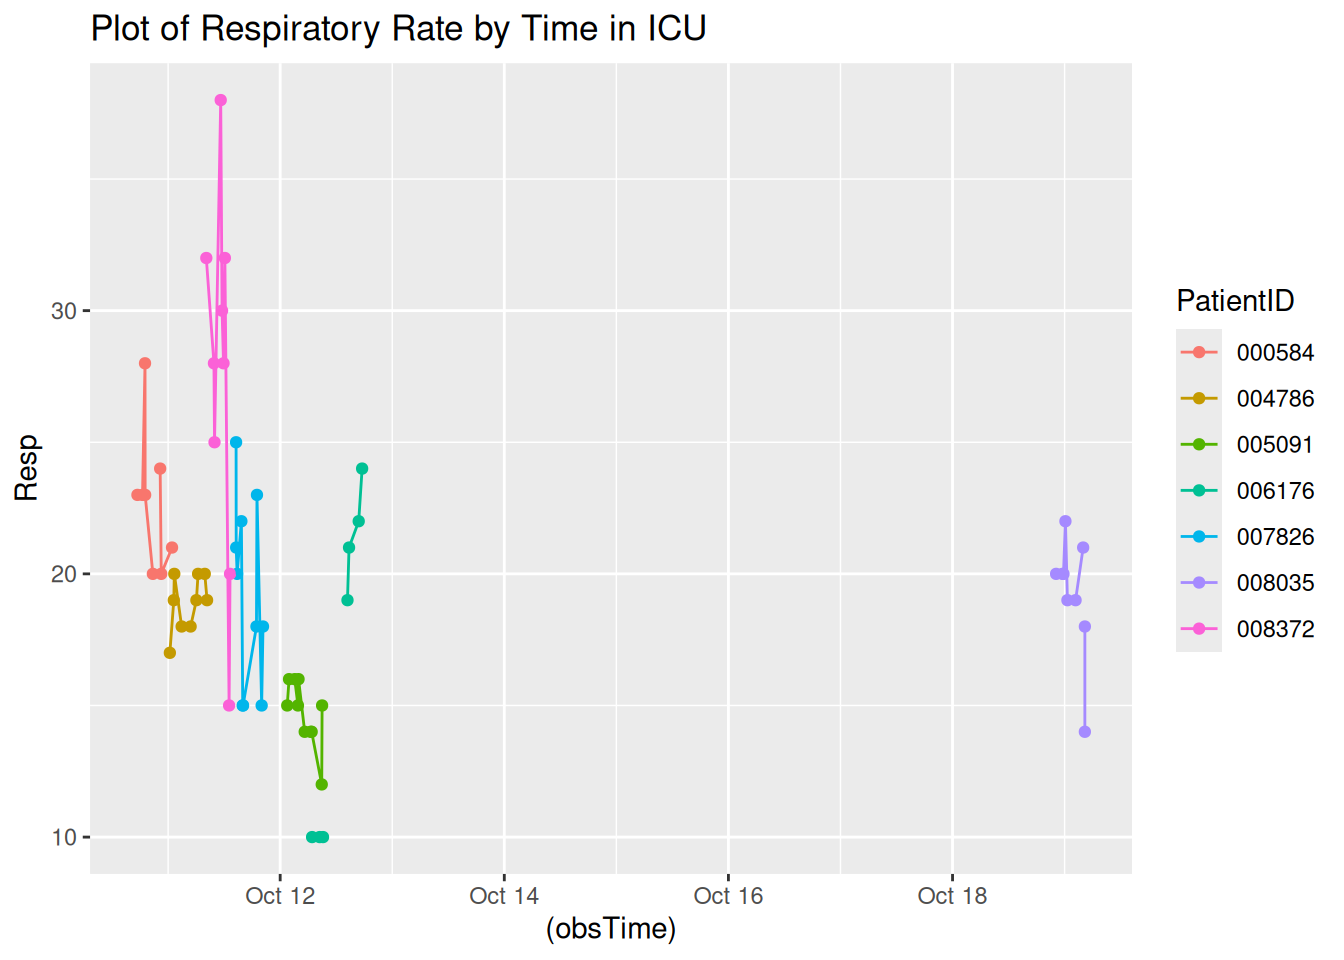 Plot of Respiratory Rate by Time in ICU
30
20
10
Resp
Oct 12
Oct 14
Oct 16
Oct 18
(obsTime)
PatientID
000584
004786
005091
006176
007826
008035
008372